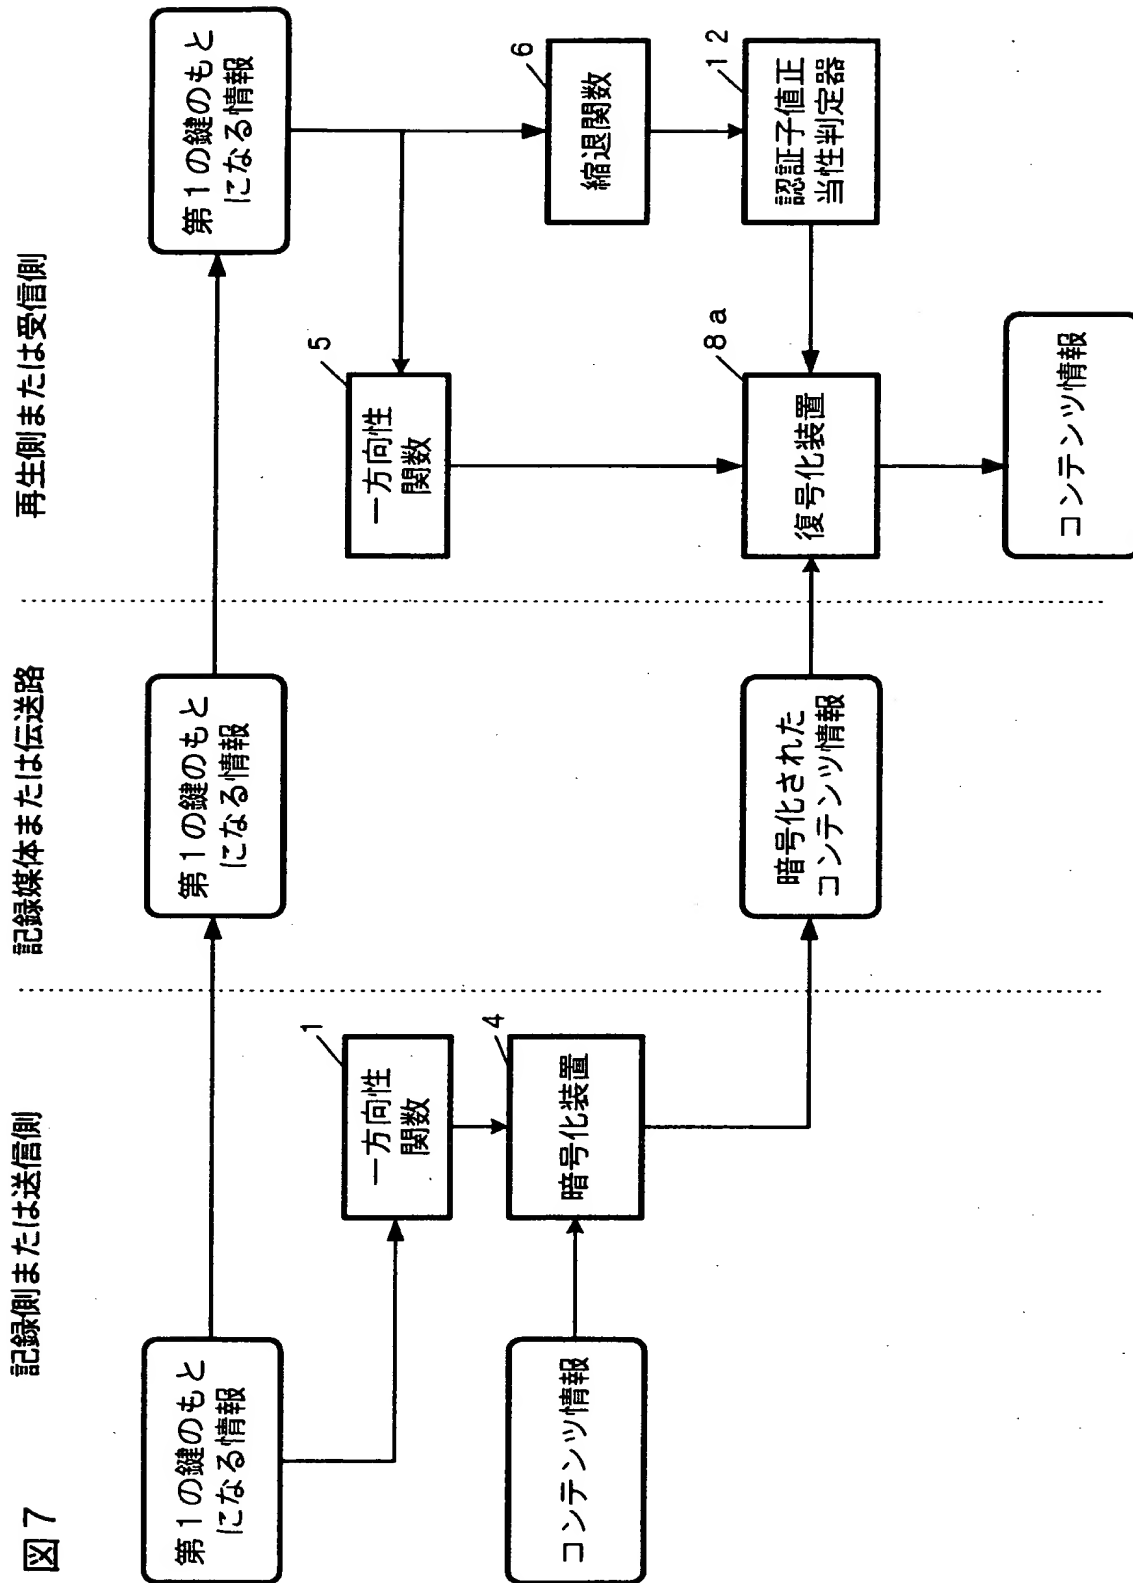 図7
記録側または送信側
記録媒体または伝送路
再生側または受信側
第1の鍵のもと
になる情報
第1の鍵のもと
になる情報
第1の鍵のもと
になる情報
1
一方向性
関数
5
一方向性
関数
6
縮退関数
コンテンツ情報
4
暗号化装置
暗号化された
コンテンツ情報
8a
復号化装置
12
認証子値正
当性判定器
コンテンツ情報